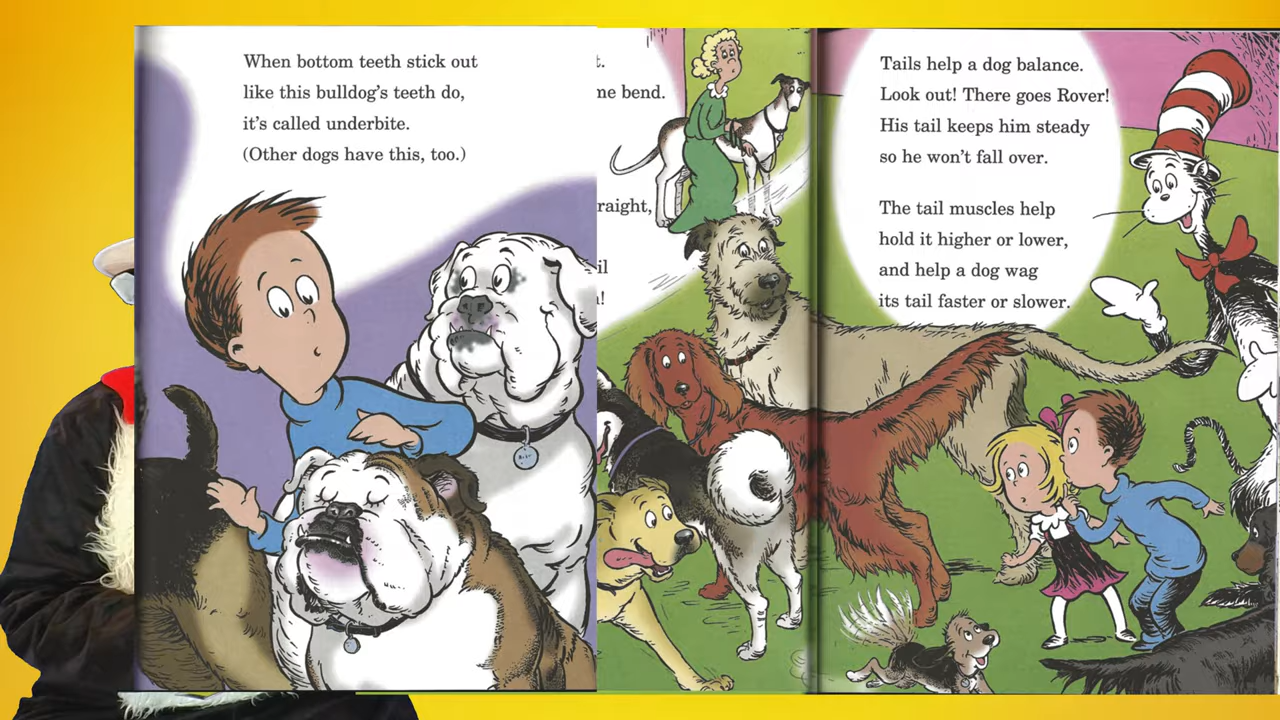 When bottom teeth stick out
like this bulldog's teeth do,
it's called underbite.
(Other dogs have this, too.)
bend.
Tails help a dog balance.
Look out! There goes Rover!
His tail keeps him steady
so he won't fall over.
The tail muscles help
hold it higher or lower,
and help a dog wag
its tail faster or slower.